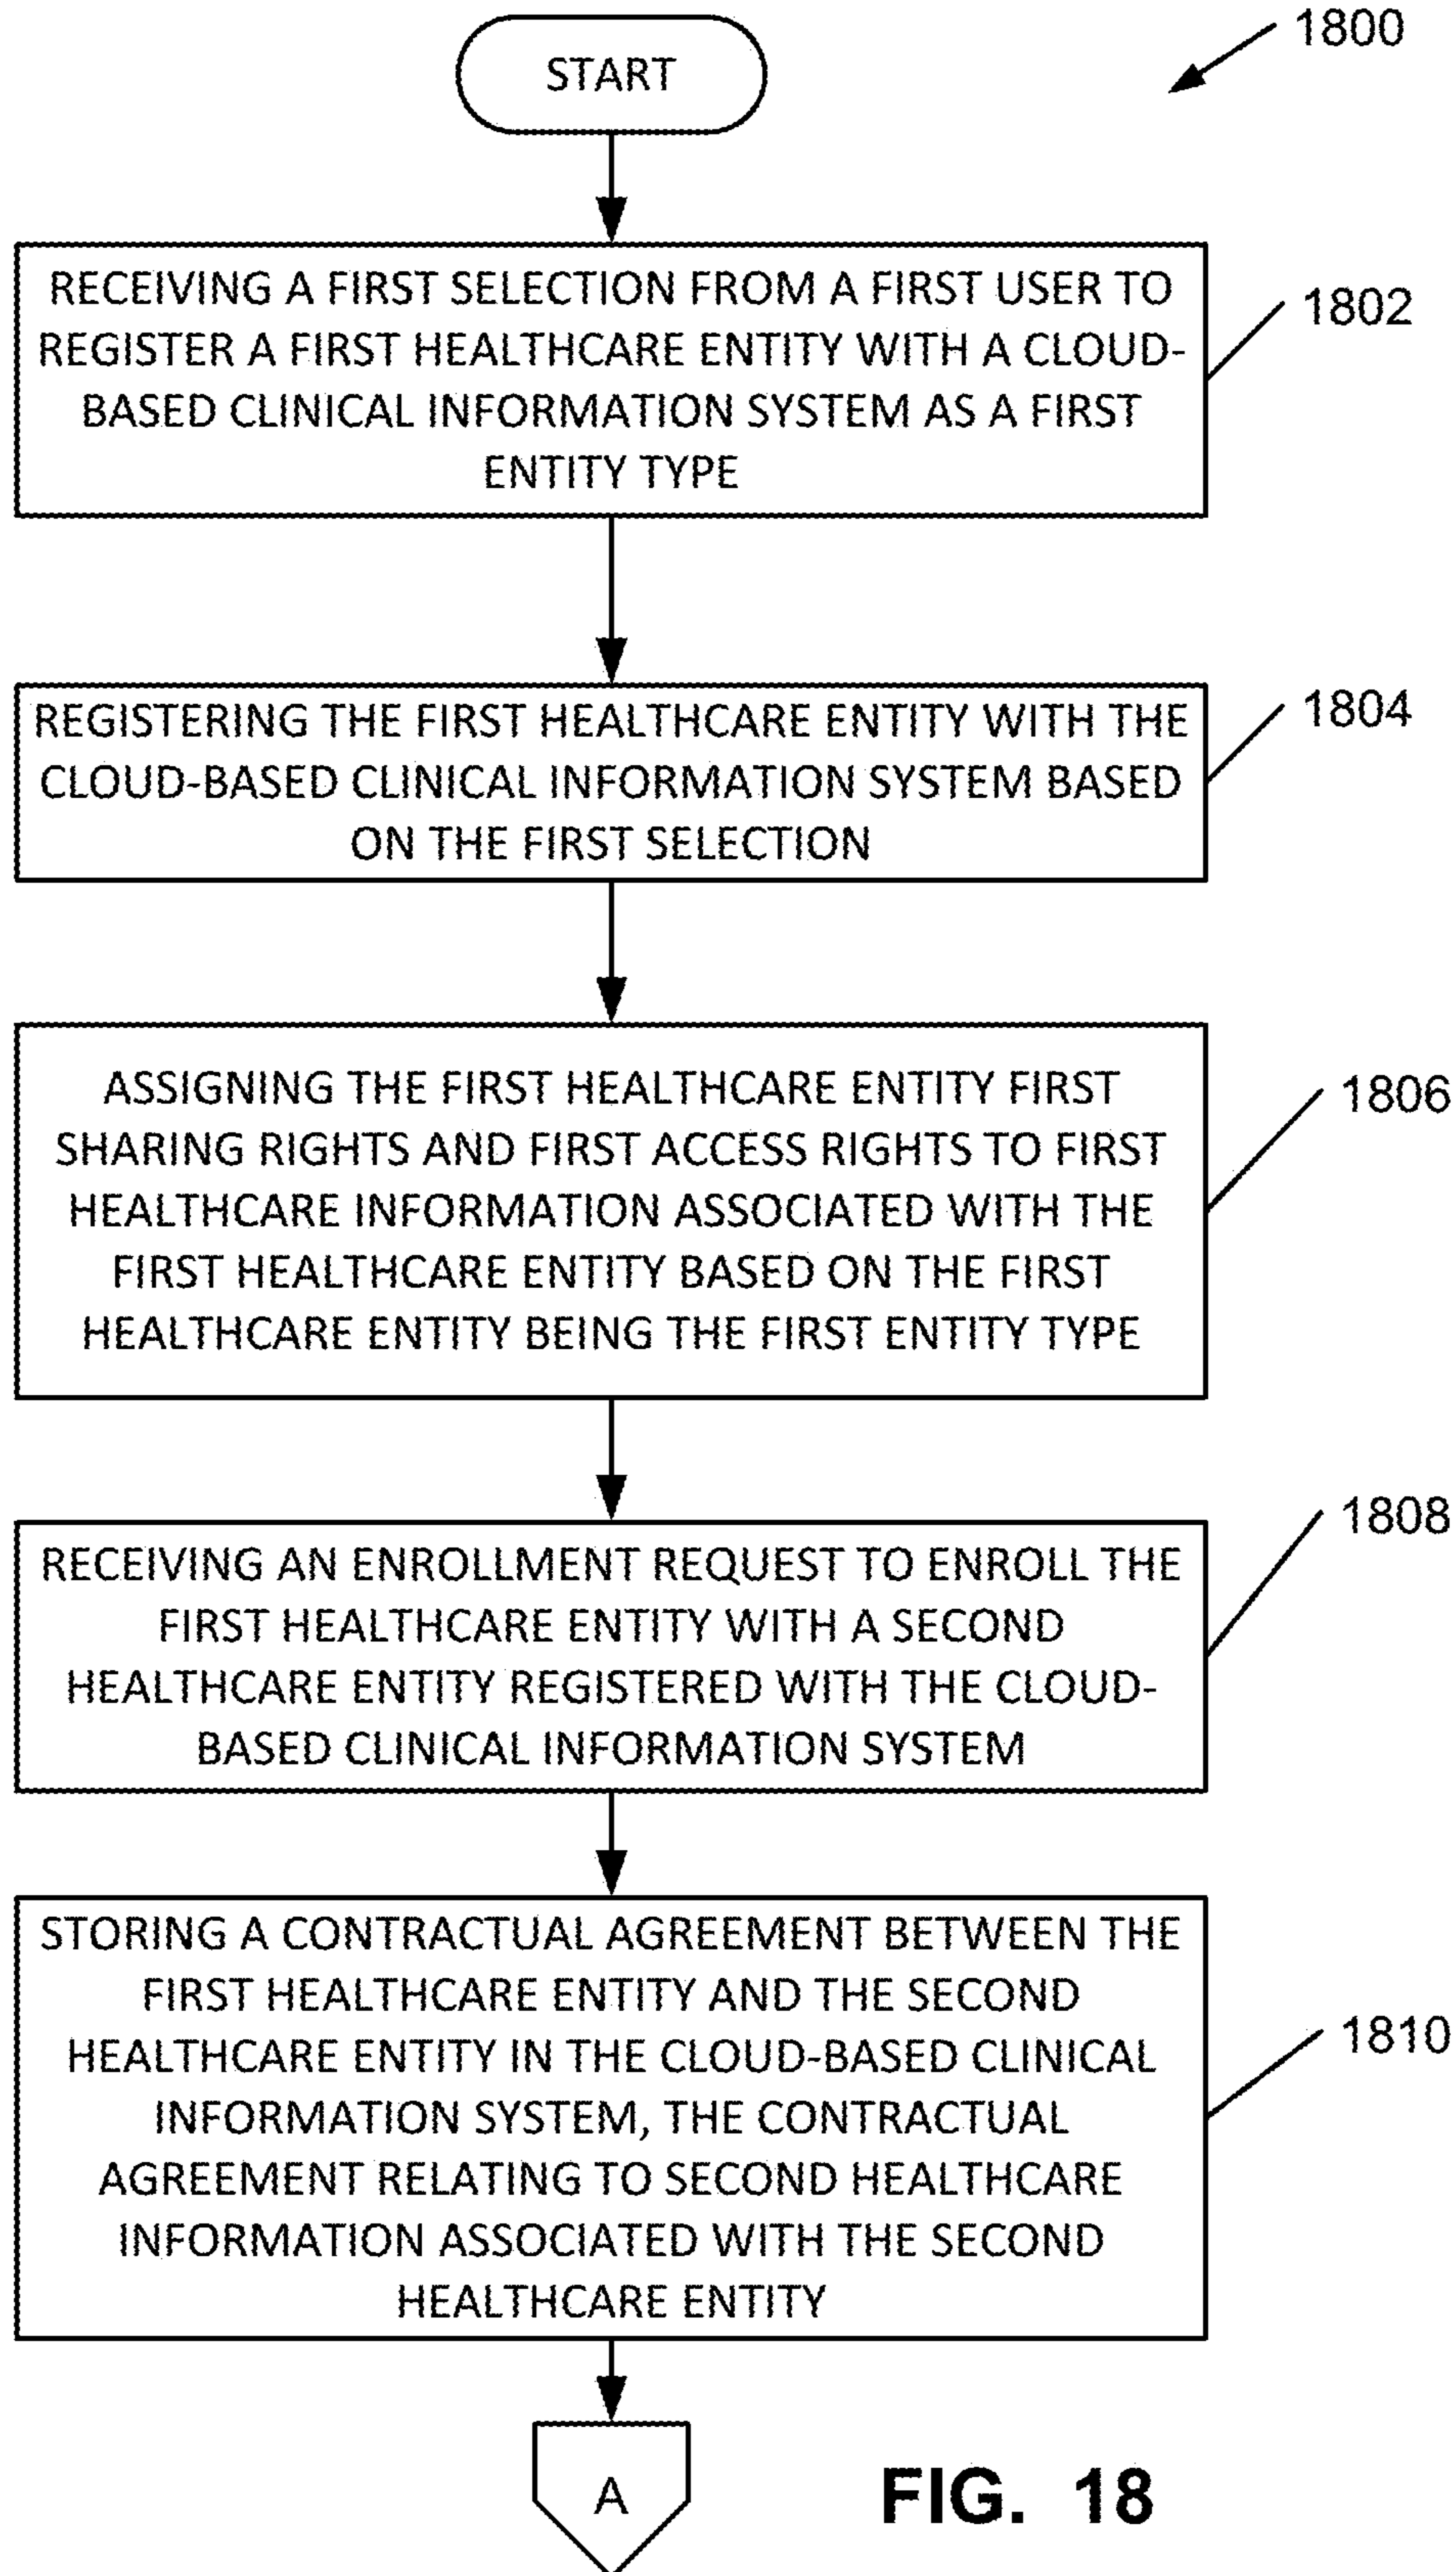 1800
START
RECEIVING A FIRST SELECTION FROM A FIRST USER TO
REGISTER A FIRST HEALTHCARE ENTITY WITH A CLOUD-
BASED CLINICAL INFORMATION SYSTEM AS A FIRST
ENTITY TYPE
1802
REGISTERING THE FIRST HEALTHCARE ENTITY WITH THE
CLOUD-BASED CLINICAL INFORMATION SYSTEM BASED
ON THE FIRST SELECTION
1804
ASSIGNING THE FIRST HEALTHCARE ENTITY FIRST
SHARING RIGHTS AND FIRST ACCESS RIGHTS TO FIRST
HEALTHCARE INFORMATION ASSOCIATED WITH THE
FIRST HEALTHCARE ENTITY BASED ON THE FIRST
HEALTHCARE ENTITY BEING THE FIRST ENTITY TYPE
1806
RECEIVING AN ENROLLMENT REQUEST TO ENROLL THE
FIRST HEALTHCARE ENTITY WITH A SECOND
HEALTHCARE ENTITY REGISTERED WITH THE CLOUD-
BASED CLINICAL INFORMATION SYSTEM
1808
STORING A CONTRACTUAL AGREEMENT BETWEEN THE
FIRST HEALTHCARE ENTITY AND THE SECOND
HEALTHCARE ENTITY IN THE CLOUD-BASED CLINICAL
INFORMATION SYSTEM, THE CONTRACTUAL
AGREEMENT RELATING TO SECOND HEALTHCARE
INFORMATION ASSOCIATED WITH THE SECOND
HEALTHCARE ENTITY
1810
A
FIG. 18